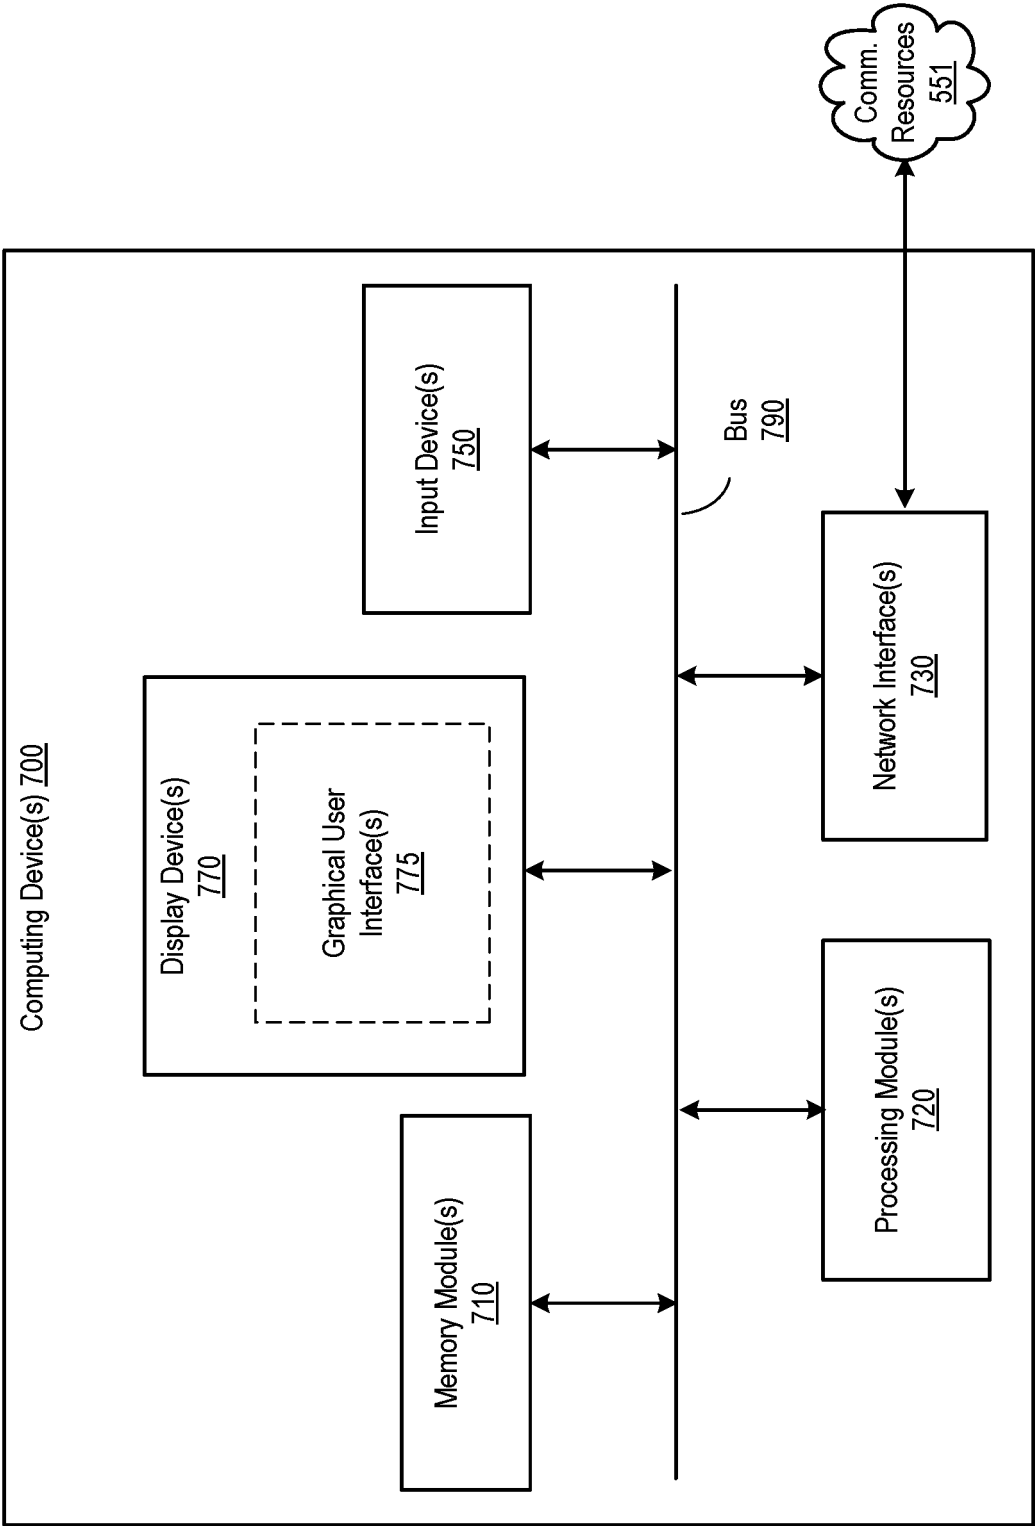 Computing Device(s) 700
Memory Module(s)
710
Display Device(s)
770
Graphical User
Interface(s)
775
Input Device(s)
750
Bus
790
Processing Module(s)
720
Network Interface(s)
730
Comm.
Resources
551